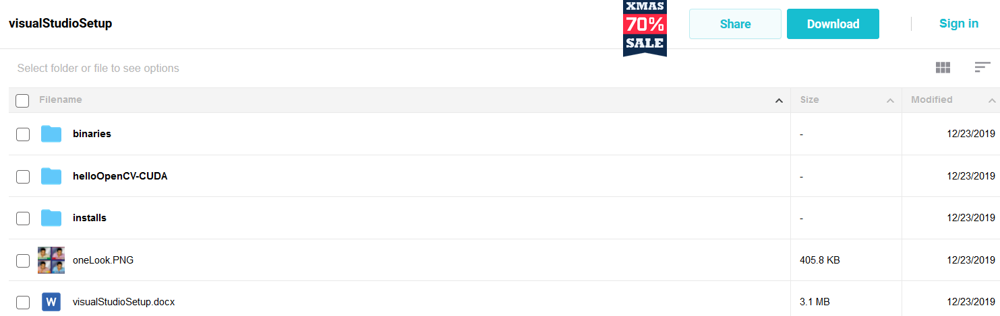 visualStudioSetup
XMAS
70%
SALE
Share
Download
Sign in
Select folder or file to see options
Filename Size Modified
binaries - 12/23/2019
helloOpenCV-CUDA - 12/23/2019
installs - 12/23/2019
oneLook.PNG 405.8 KB 12/23/2019
W visualStudioSetup.docx 3.1 MB 12/23/2019